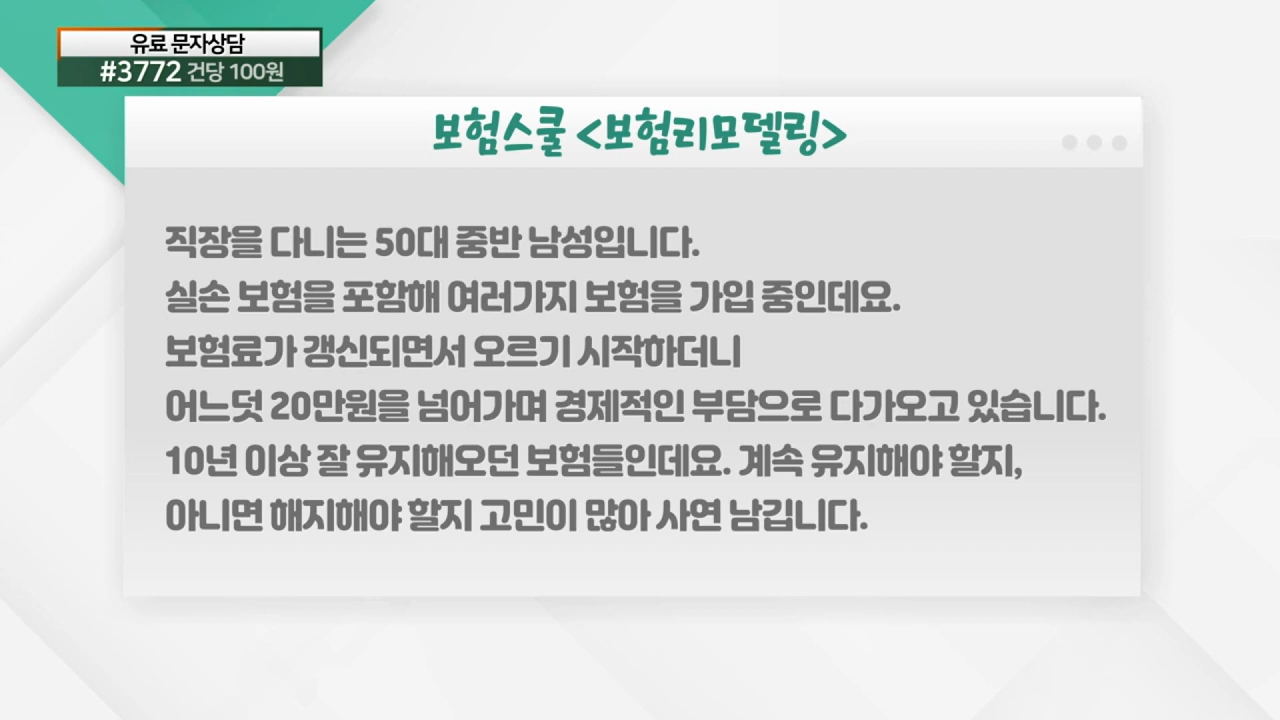 유료 문자상담
#3772 건당 100원
보험스쿨 <보험리모델링>
직장을 다니는 50대 중반 남성입니다.
실손 보험을 포함해 여러가지 보험을 가입 중인데요.
보험료가 갱신되면서 오르기 시작하더니
어느덧 20만원을 넘어가며 경제적인 부담으로 다가오고 있습니다.
10년 이상 잘 유지해오던 보험들인데요. 계속 유지해야 할지,
아니면 해지해야 할지 고민이 많아 사연 남깁니다.